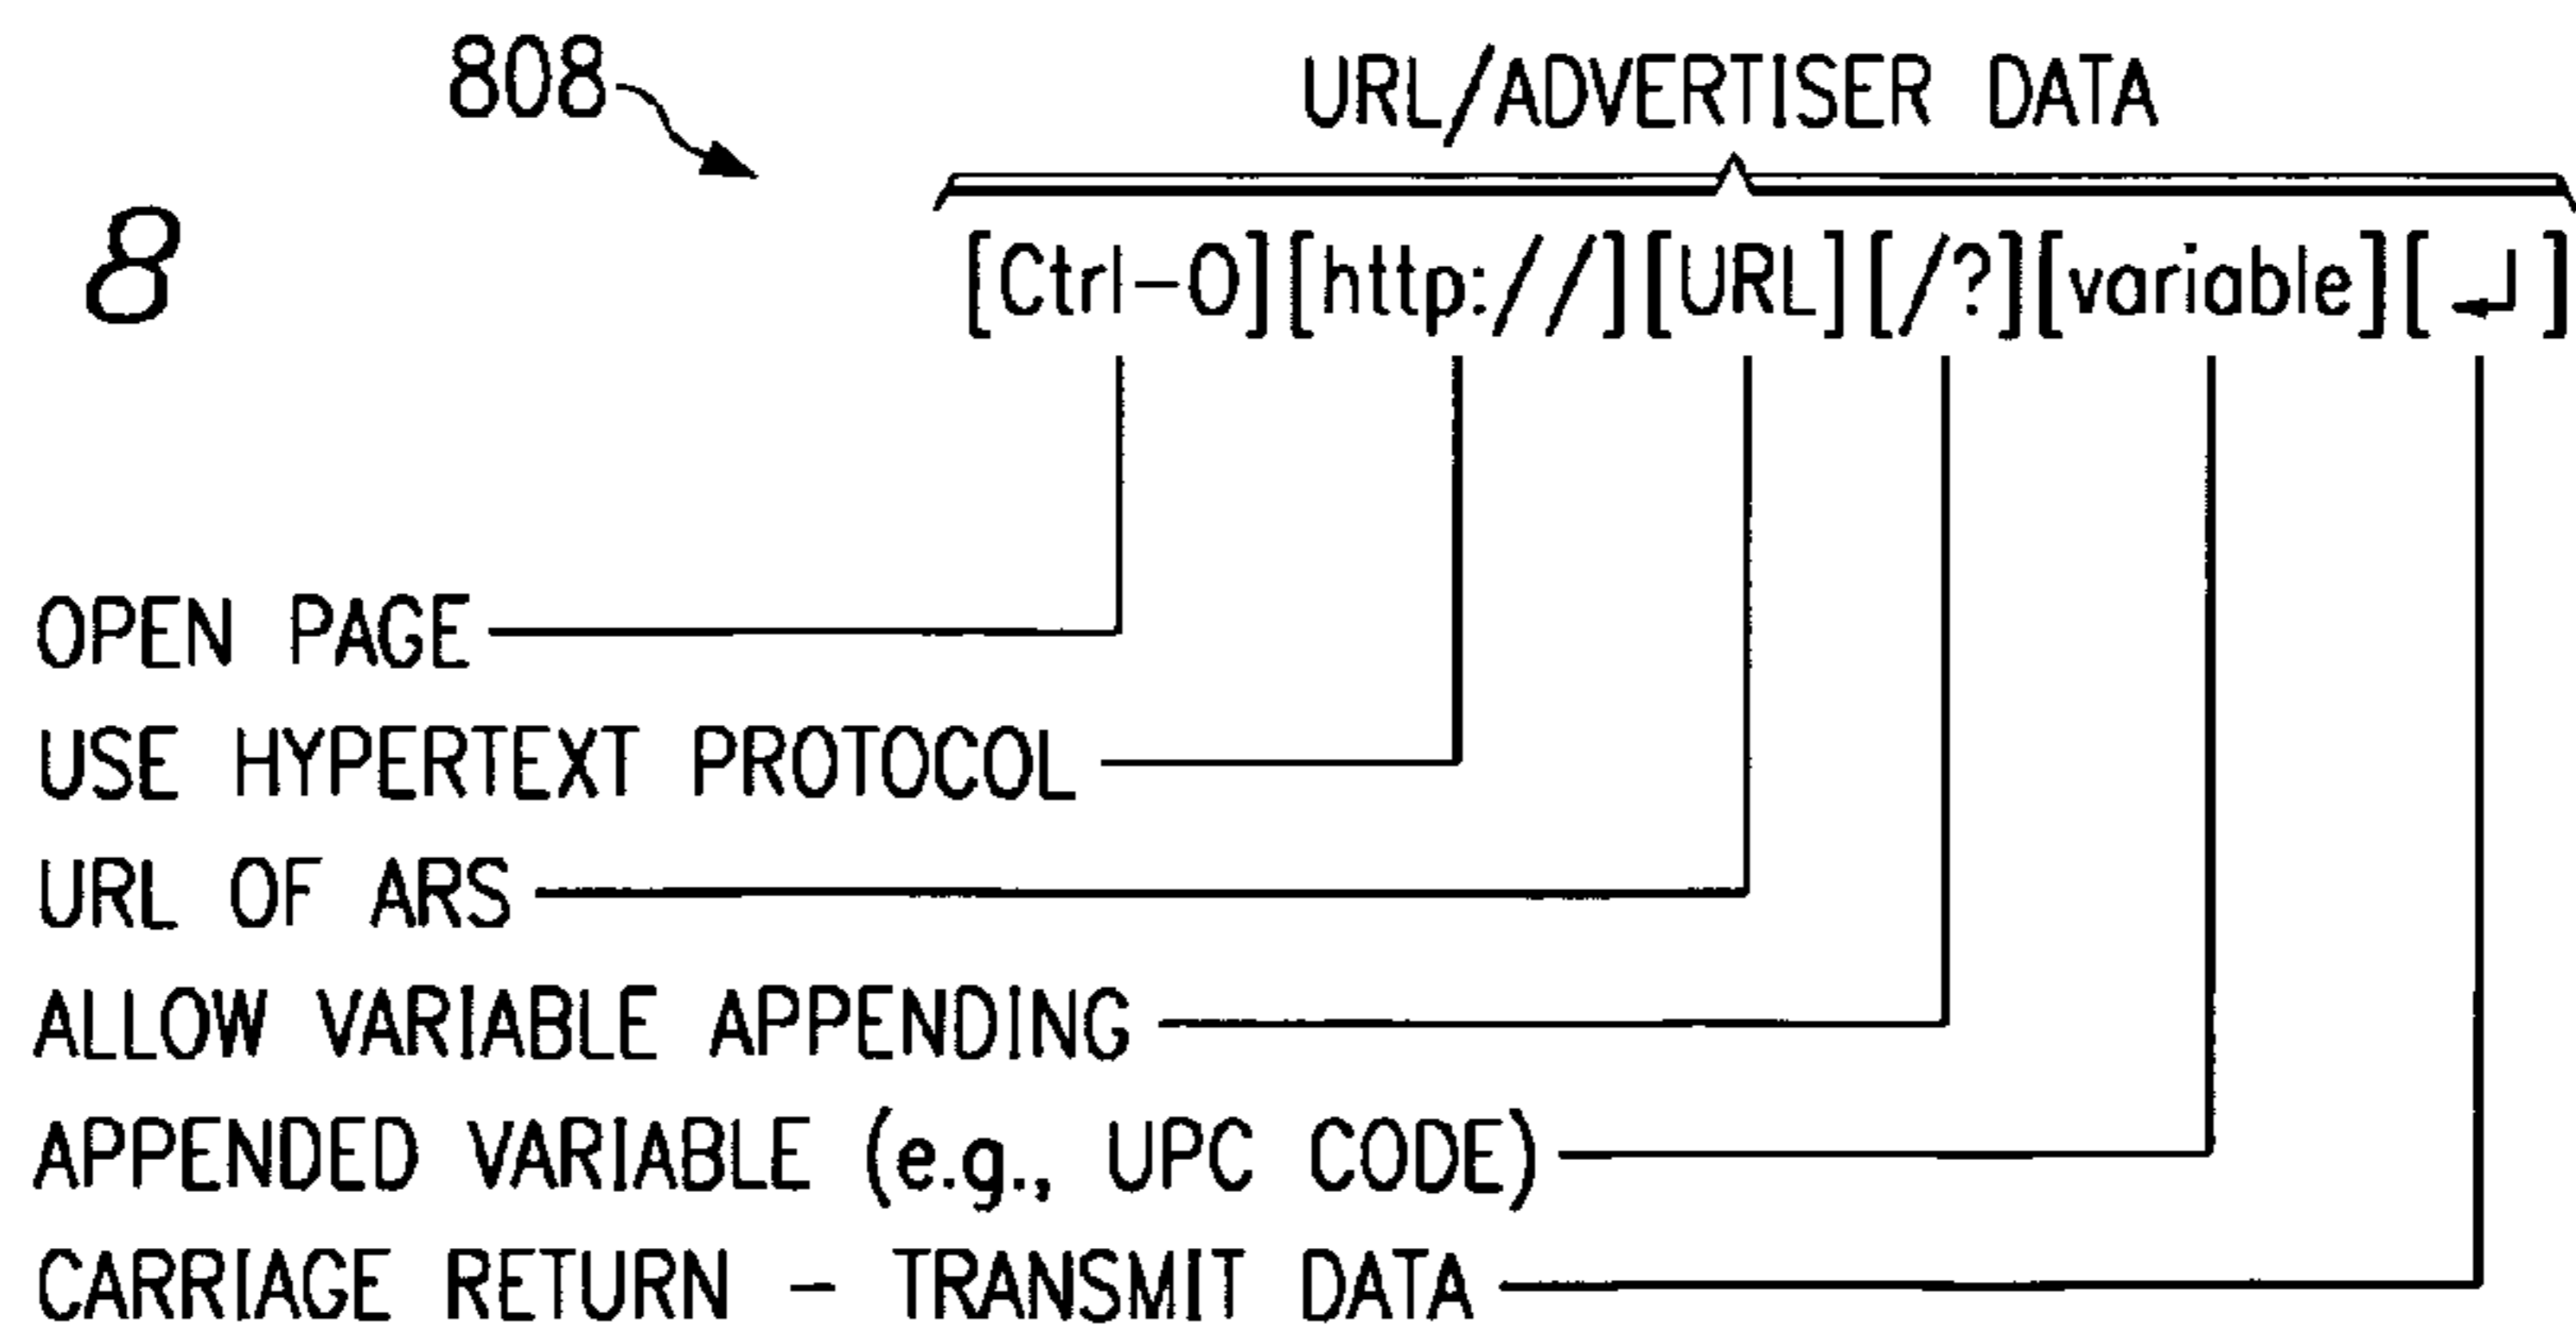 808
URL/ADVERTISER DATA
8
[Ctrl-O][http://][URL][/?][variable][↵]
OPEN PAGE
USE HYPERTEXT PROTOCOL
URL OF ARS
ALLOW VARIABLE APPENDING
APPENDED VARIABLE (e.g., UPC CODE)
CARRIAGE RETURN – TRANSMIT DATA